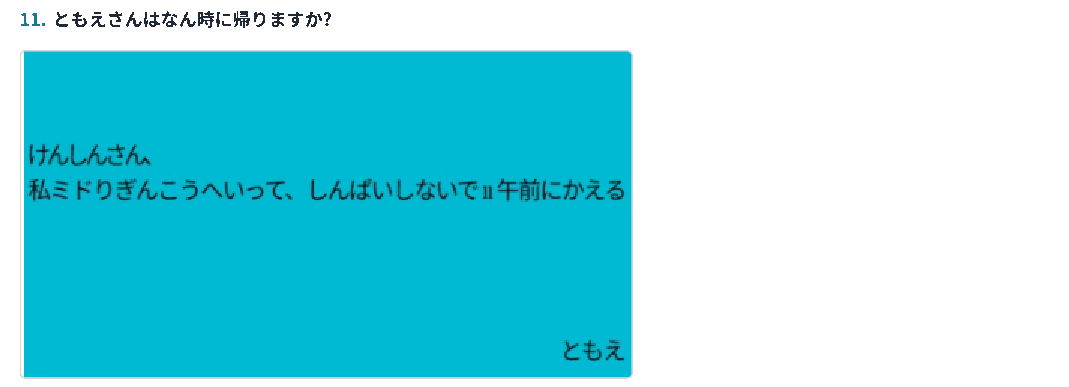 11. ともえさんはなん時に帰りますか?
けんしんさん、
私ミドりぎんこうへいって、しんぱいしないで11午前にかえる
ともえ